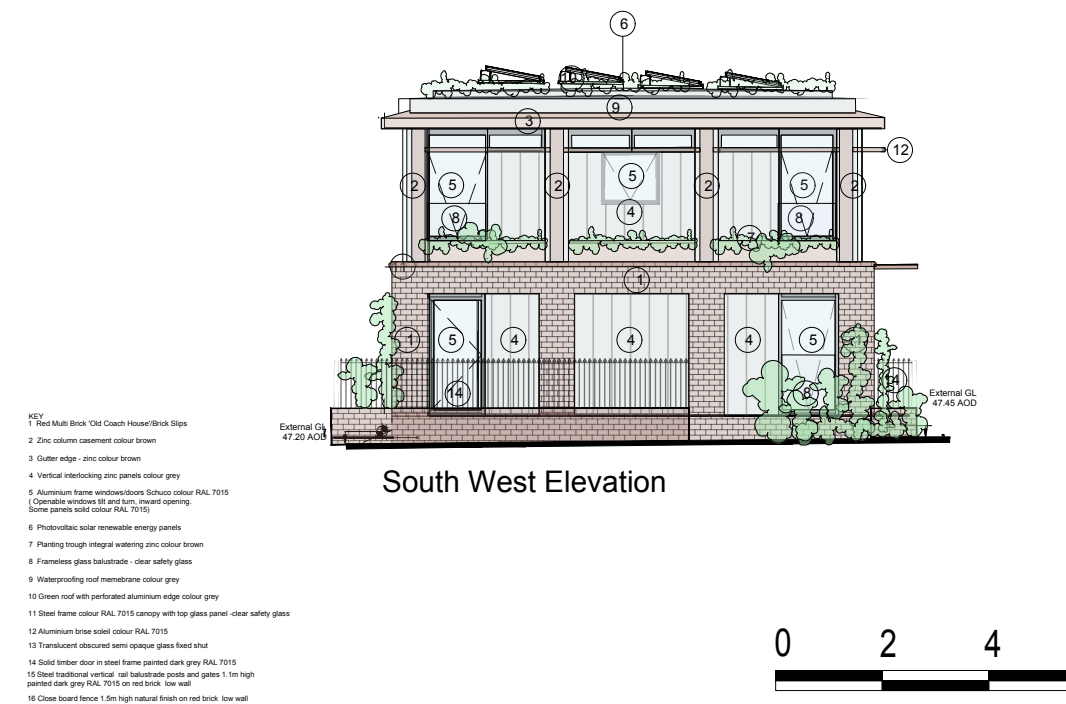 6
10
9
3
12
2
5
2
5
2
5
2
8
4
8
7
11
1
1
5
4
4
4
5
14
8
14
External GL
47.45 AOD
External GL
47.20 AOD
South West Elevation
KEY
1 Red Multi Brick 'Old Coach House'/Brick Slips
2 Zinc column casement colour brown
3 Gutter edge - zinc colour brown
4 Vertical interlocking zinc panels colour grey
5 Aluminium frame windows/doors Schuco colour RAL 7015
( Openable windows tilt and turn, inward opening.
Some panels solid colour RAL 7015)
6 Photovoltaic solar renewable energy panels
7 Planting trough integral watering zinc colour brown
8 Frameless glass balustrade - clear safety glass
9 Waterproofing roof memebrane colour grey
10 Green roof with perforated aluminium edge colour grey
11 Steel frame colour RAL 7015 canopy with top glass panel -clear safety glass
12 Aluminium brise soleil colour RAL 7015
13 Translucent obscured semi opaque glass fixed shut
14 Solid timber door in steel frame painted dark grey RAL 7015
15 Steel traditional vertical rail balustrade posts and gates 1.1m high
painted dark grey RAL 7015 on red brick low wall
16 Close board fence 1.5m high natural finish on red brick low wall
0 2 4